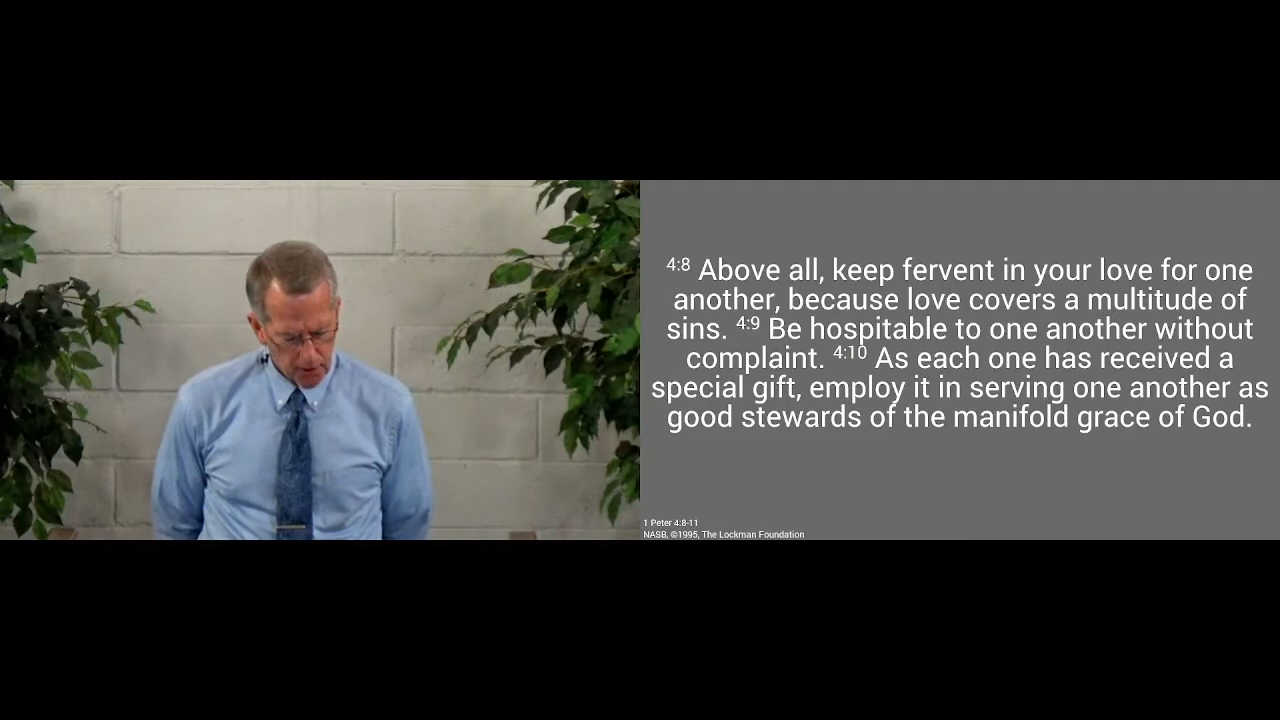 4:8 Above all, keep fervent in your love for one
another, because love covers a multitude of
sins. 4:9 Be hospitable to one another without
complaint. 4:10 As each one has received a
special gift, employ it in serving one another as
good stewards of the manifold grace of God.
1 Peter 4:8-11
NASB, ©1995, The Lockman Foundation